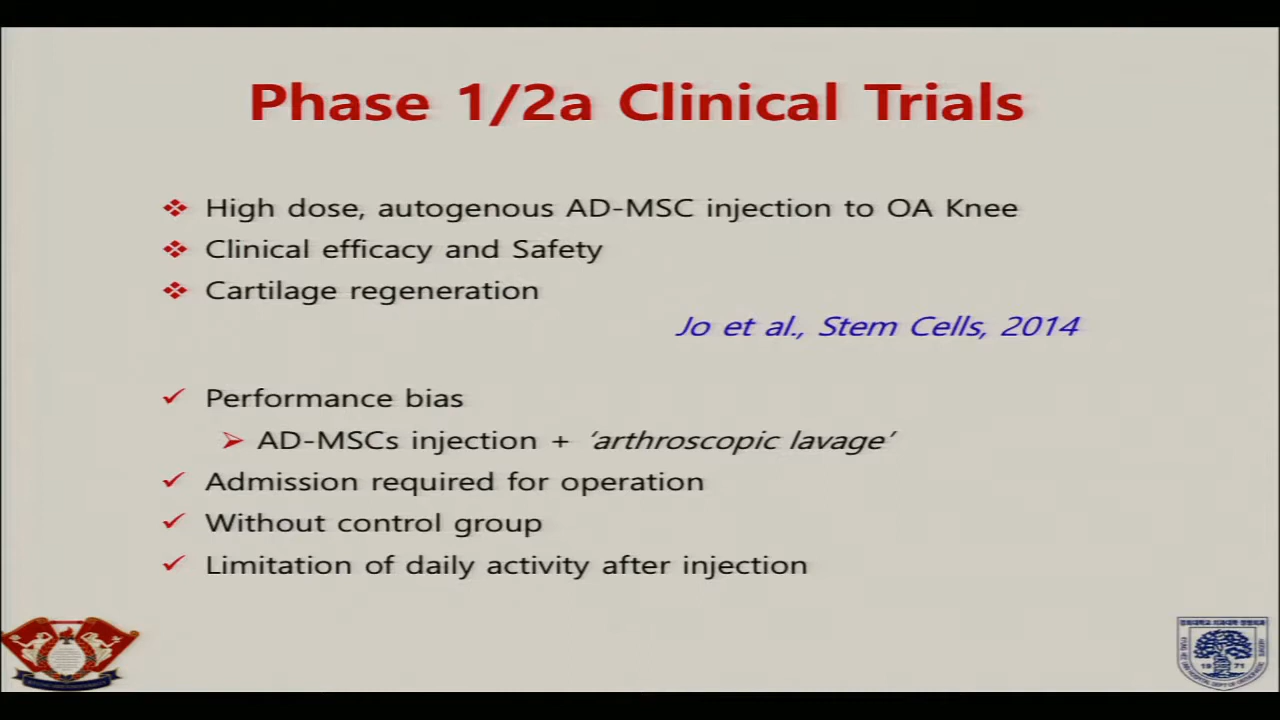 Phase 1/2a Clinical Trials
High dose, autogenous AD-MSC injection to OA Knee
Clinical efficacy and Safety
Cartilage regeneration
Jo et al., Stem Cells, 2014
Performance bias
AD-MSCs injection + ‘arthroscopic lavage’
Admission required for operation
Without control group
Limitation of daily activity after injection
19 71